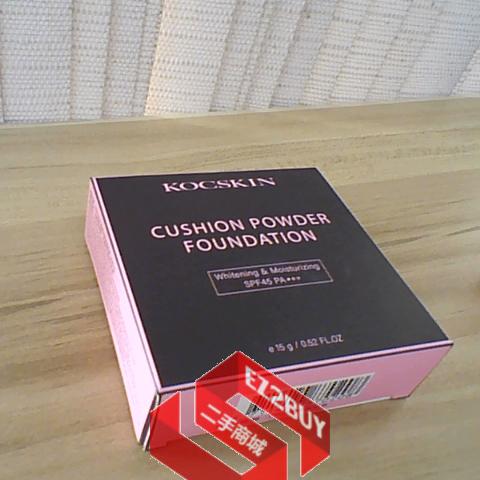 KOCSKIN
CUSHION POWDER
FOUNDATION
Whitening & Moisturizing
SPF45 PA+++
e 15 g / 0.52 FL.OZ
EZ2BUY
二手商城